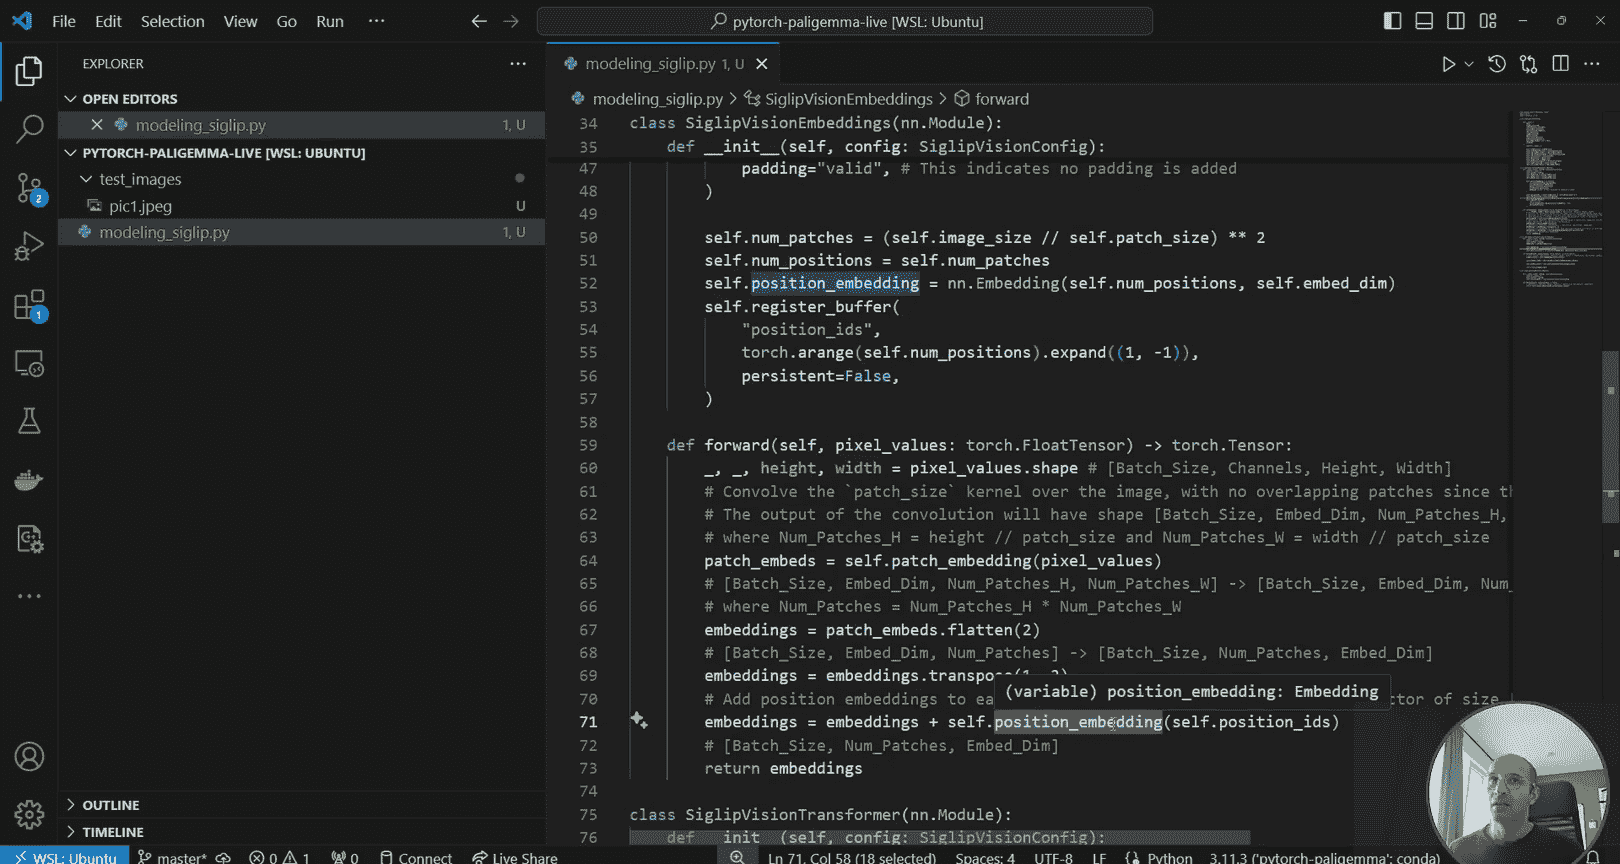 File Edit Selection View Go Run ···
pytorch-paligemma-live [WSL: Ubuntu]
EXPLORER
OPEN EDITORS
modeling_siglip.py 1, U
PYTORCH-PALIGEMMA-LIVE [WSL: UBUNTU]
test_images
pic1.jpeg U
modeling_siglip.py 1, U
2
1
OUTLINE
TIMELINE
modeling_siglip.py 1, U
modeling_siglip.py > SiglipVisionEmbeddings > forward
34 class SiglipVisionEmbeddings(nn.Module):
35 def __init__(self, config: SiglipVisionConfig):
47 padding="valid", # This indicates no padding is added
48 )
49
50 self.num_patches = (self.image_size // self.patch_size) ** 2
51 self.num_positions = self.num_patches
52 self.position_embedding = nn.Embedding(self.num_positions, self.embed_dim)
53 self.register_buffer(
54 "position_ids",
55 torch.arange(self.num_positions).expand((1, -1)),
56 persistent=False,
57 )
58
59 def forward(self, pixel_values: torch.FloatTensor) -> torch.Tensor:
60 _, _, height, width = pixel_values.shape # [Batch_Size, Channels, Height, Width]
61 # Convolve the `patch_size` kernel over the image, with no overlapping patches since
62 # The output of the convolution will have shape [Batch_Size, Embed_Dim, Num_Patches_H,
63 # where Num_Patches_H = height // patch_size and Num_Patches_W = width // patch_size
64 patch_embeds = self.patch_embedding(pixel_values)
65 # [Batch_Size, Embed_Dim, Num_Patches_H, Num_Patches_W] -> [Batch_Size, Embed_Dim, Num_
66 # where Num_Patches = Num_Patches_H * Num_Patches_W
67 embeddings = patch_embeds.flatten(2)
68 # [Batch_Size, Embed_Dim, Num_Patches] -> [Batch_Size, Num_Patches, Embed_Dim]
69 embeddings = embeddings.transpose(1, 2)
(variable) position_embedding: Embedding
70 # Add position embeddings to of size
71 embeddings = embeddings + self.position_embedding(self.position_ids)
72 # [Batch_Size, Num_Patches, Embed_Dim]
73 return embeddings
74
75 class SiglipVisionTransformer(nn.Module):
76 def __init__(self, config: SiglipVisionConfig):
WSL: Ubuntu master* 0 1 0 Connect Live Share Ln 71, Col 58 (18 selected) Spaces: 4 UTF-8 LF Python 3.11.3 ('pytorch-paligemma': conda)